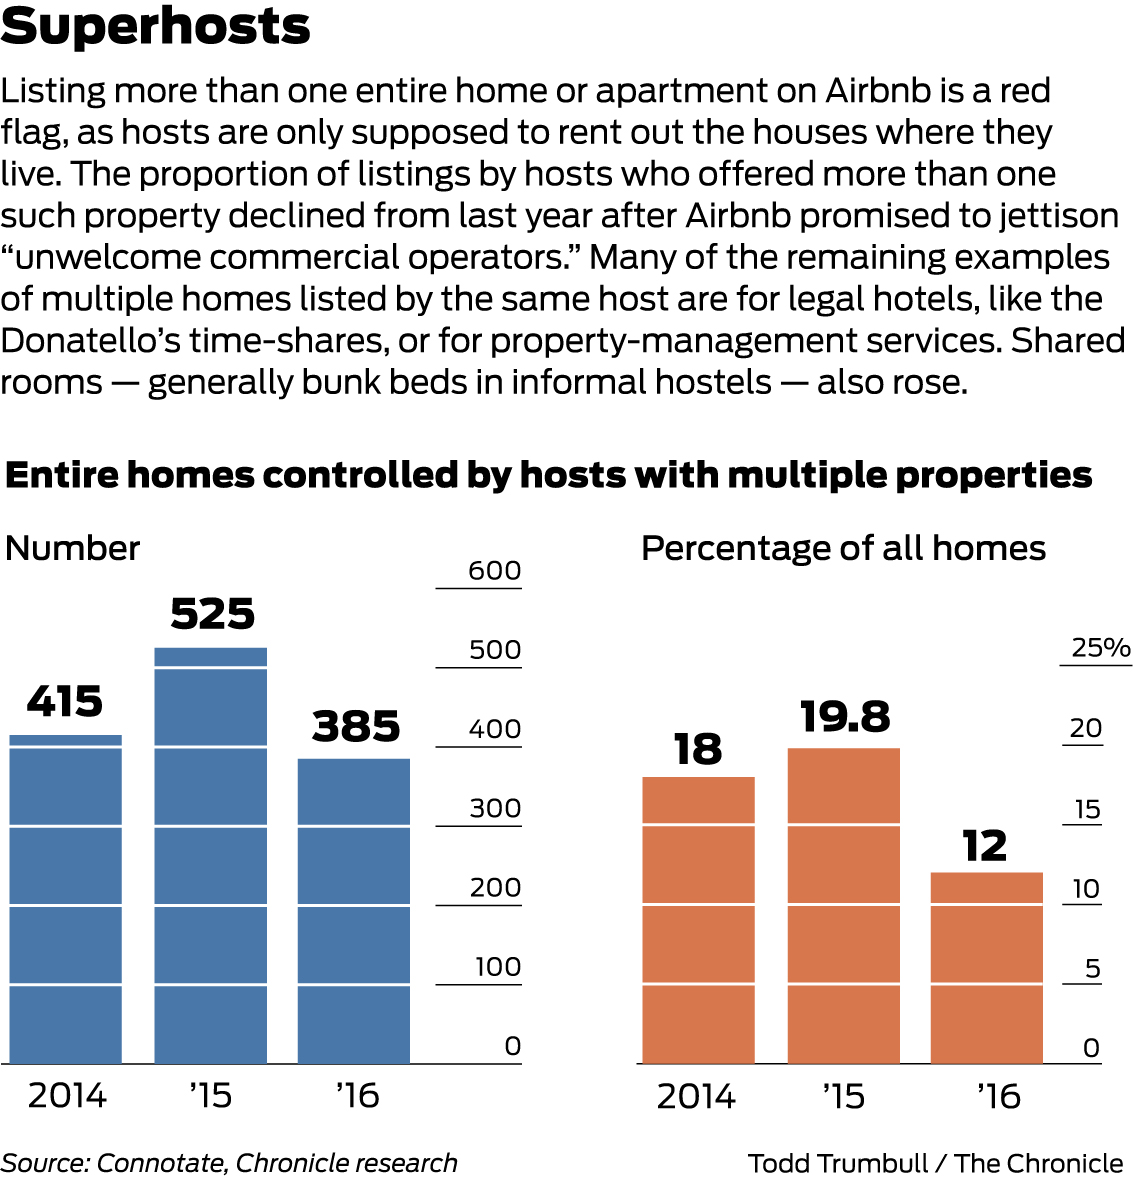 Superhosts
Listing more than one entire home or apartment on Airbnb is a red
flag, as hosts are only supposed to rent out the houses where they
live. The proportion of listings by hosts who offered more than one
such property declined from last year after Airbnb promised to jettison
“unwelcome commercial operators.” Many of the remaining examples
of multiple homes listed by the same host are for legal hotels, like the
Donatello’s time-shares, or for property-management services. Shared
rooms — generally bunk beds in informal hostels — also rose.
Entire homes controlled by hosts with multiple properties
Number
600
500
400
300
200
100
0
415
525
385
2014
’15
’16
Percentage of all homes
25%
20
15
10
5
0
18
19.8
12
2014
’15
’16
Source: Connotate, Chronicle research
Todd Trumbull / The Chronicle